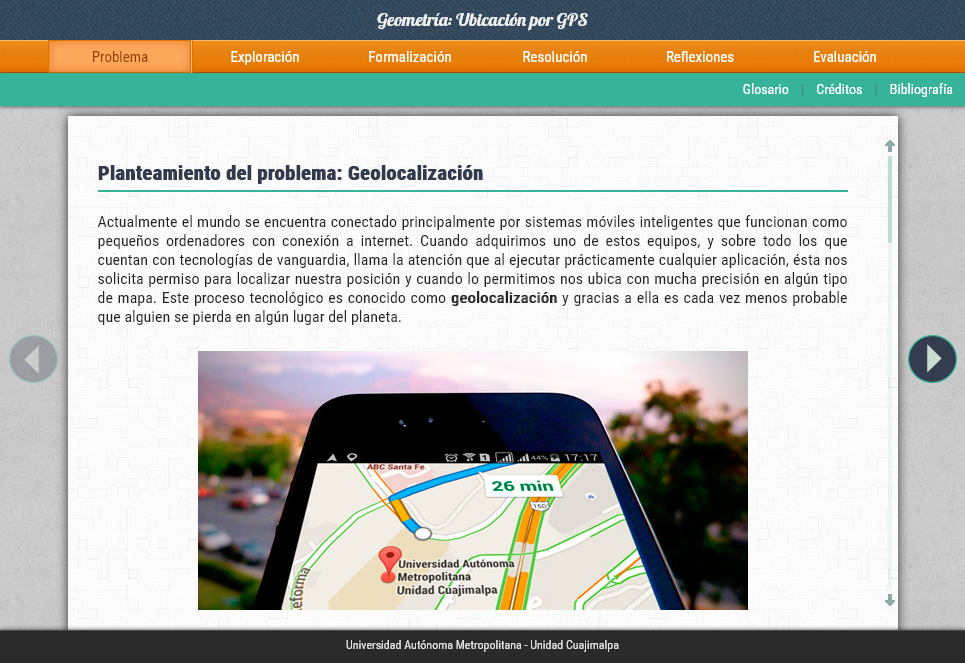 Geometría: Ubicación por GPS
Problema Exploración Formalización Resolución Reflexiones Evaluación
Glosario | Créditos | Bibliografía
Planteamiento del problema: Geolocalización
Actualmente el mundo se encuentra conectado principalmente por sistemas móviles inteligentes que funcionan como
pequeños ordenadores con conexión a internet. Cuando adquirimos uno de estos equipos, y sobre todo los que
cuentan con tecnologías de vanguardia, llama la atención que al ejecutar prácticamente cualquier aplicación, ésta nos
solicita permiso para localizar nuestra posición y cuando lo permitimos nos ubica con mucha precisión en algún tipo
de mapa. Este proceso tecnológico es conocido como geolocalización y gracias a ella es cada vez menos probable
que alguien se pierda en algún lugar del planeta.
44% 17:17
ABC Santa Fe
26 min
150
Universidad Autónoma
Metropolitana
Unidad Cuajimalpa
eforma
Universidad Autónoma Metropolitana - Unidad Cuajimalpa